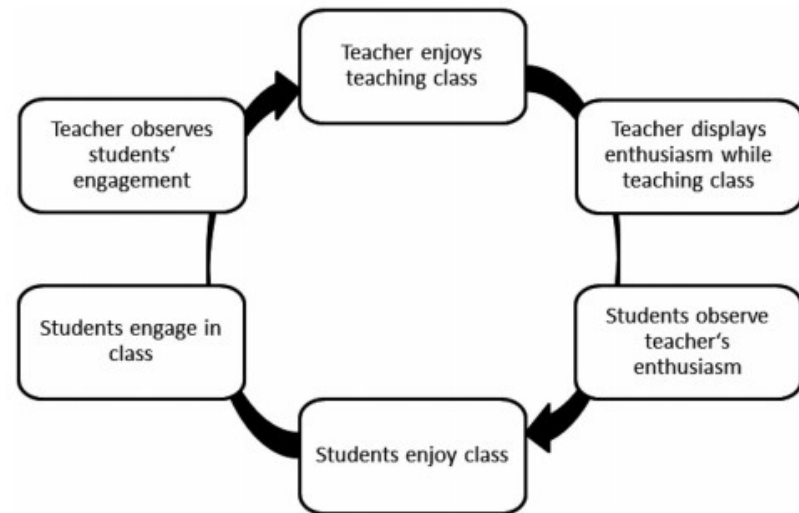 Teacher enjoys
teaching class
Teacher displays
enthusiasm while
teaching class
Students observe
teacher's
enthusiasm
Students enjoy class
Students engage in
class
Teacher observes
students‘
engagement